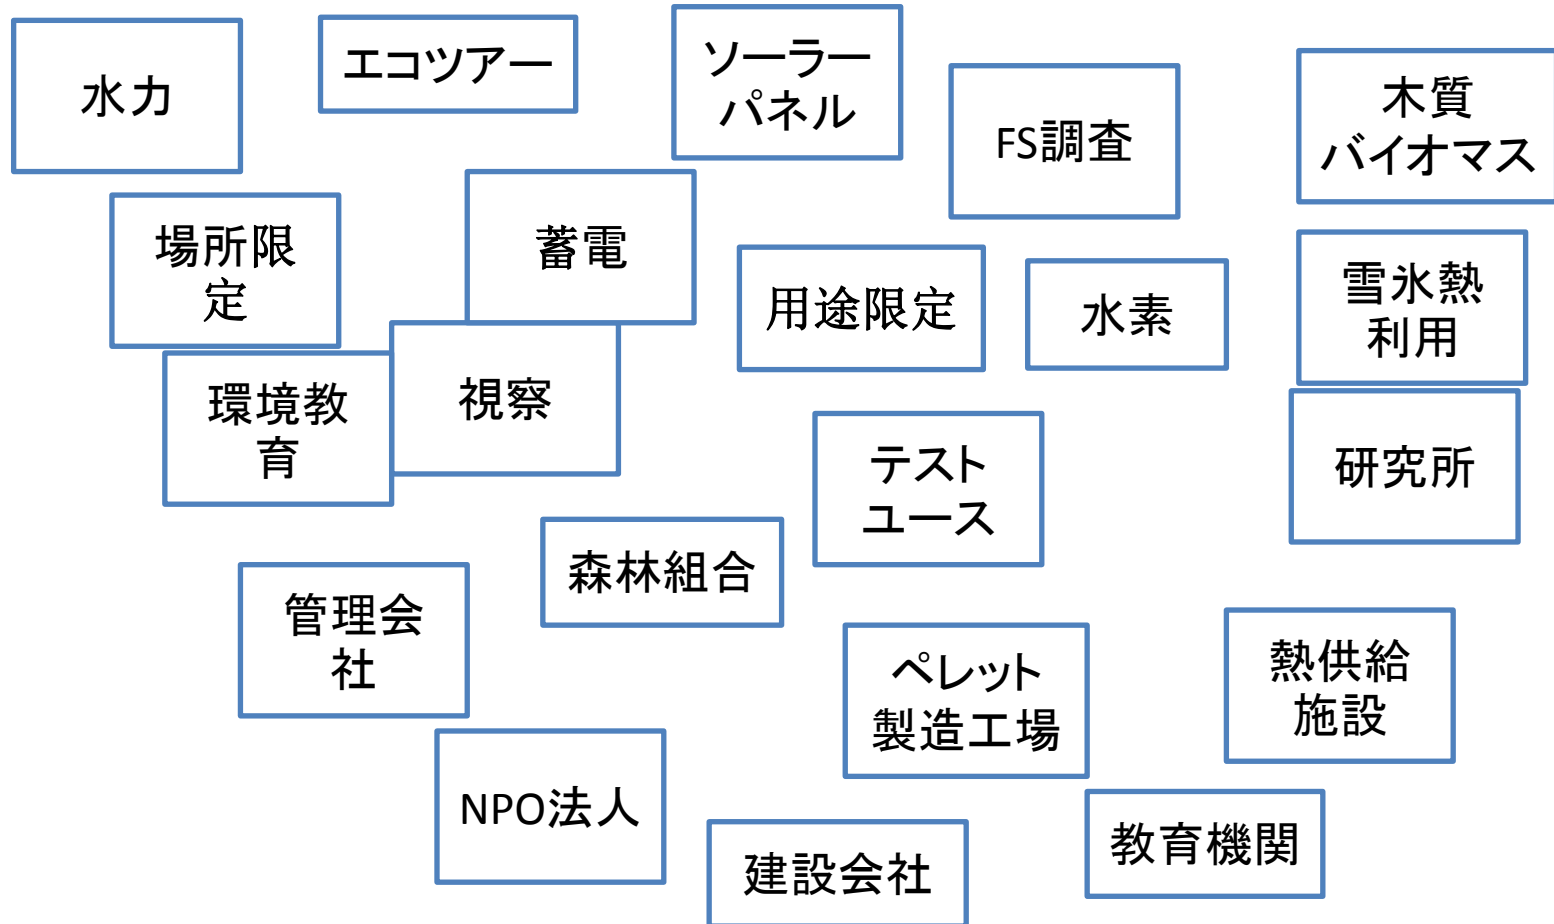 水力
エコツアー
ソーラー
パネル
FS調査
木質
バイオマス
場所限
定
蓄電
用途限定
水素
雪氷熱
利用
環境教
育
視察
テスト
ユース
研究所
森林組合
管理会
社
ペレット
製造工場
熱供給
施設
NPO法人
建設会社
教育機関